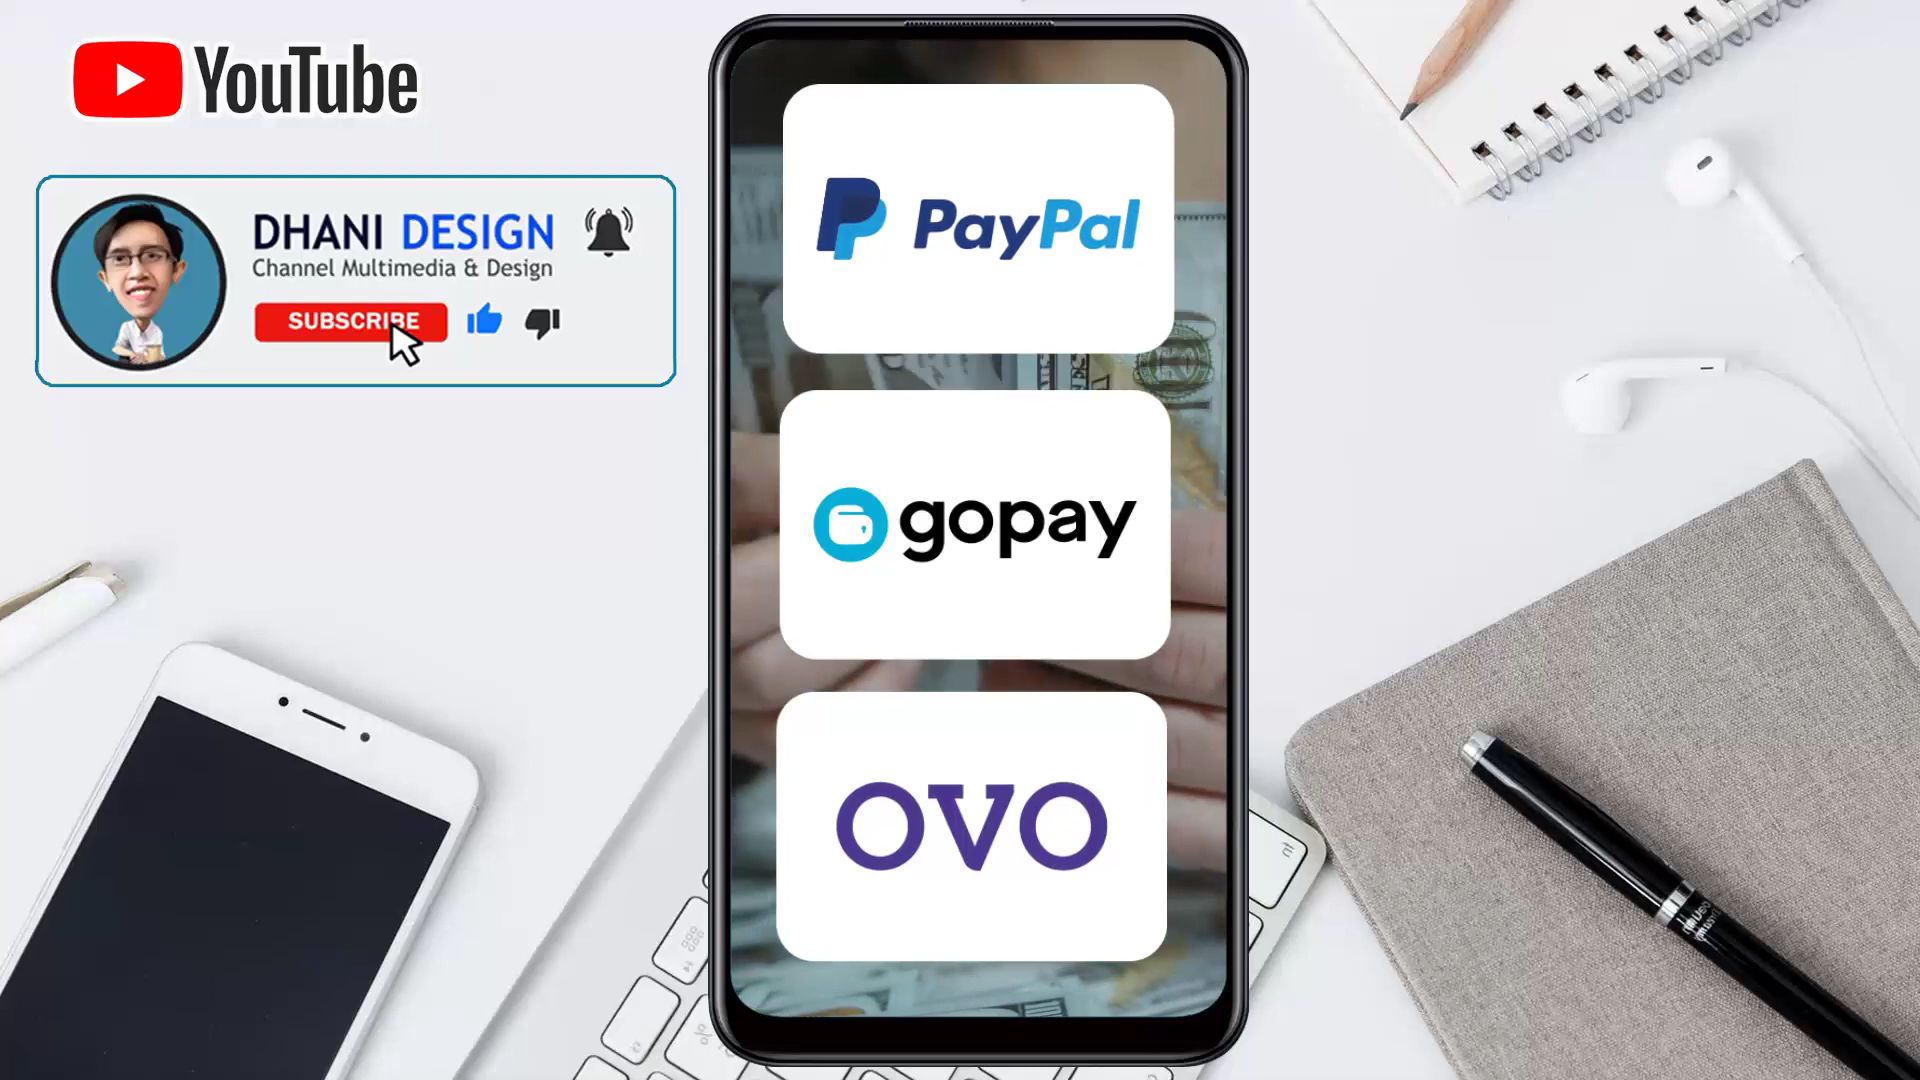 YouTube
DHANI DESIGN
Channel Multimedia & Design
SUBSCRIBE
PayPal
gopay
OVO